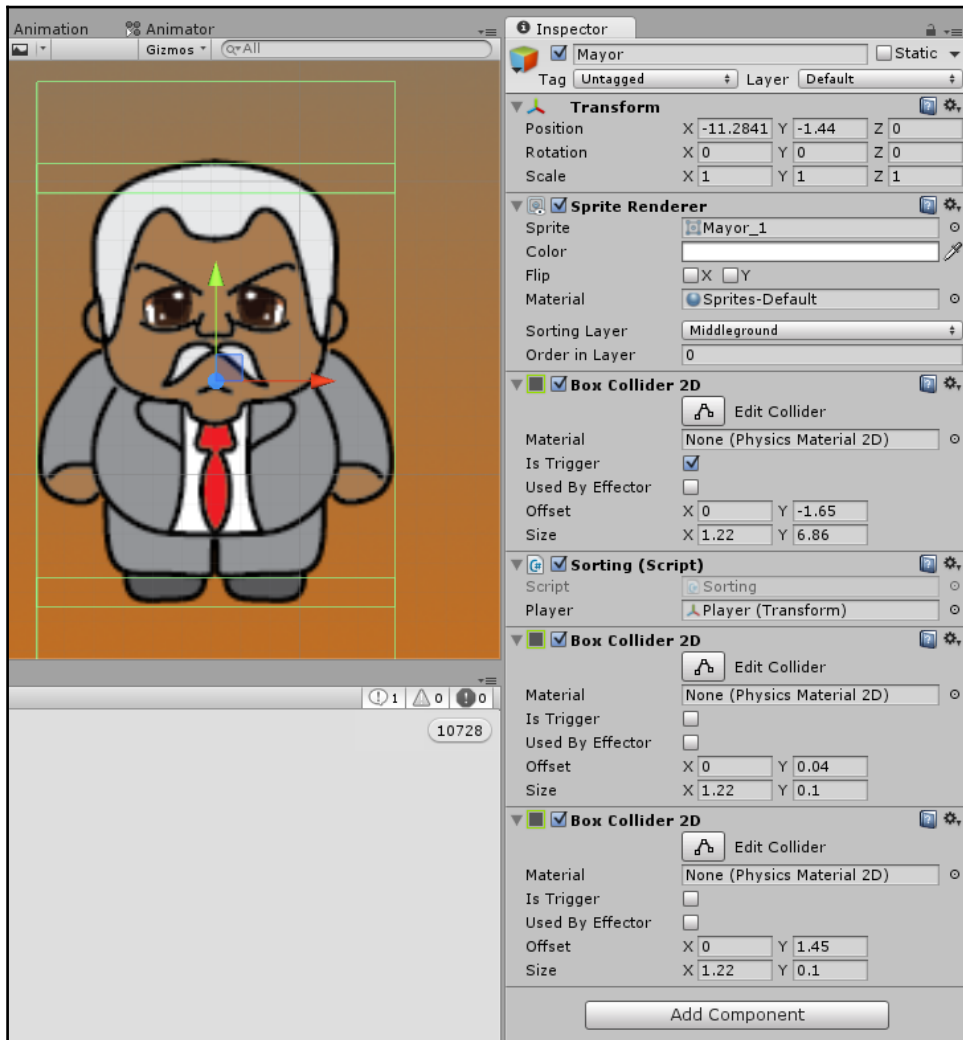 Animation Animator
Gizmos All
1 0 0
10728
Inspector
Mayor Static
Tag Untagged Layer Default
Transform
Position X -11.2841 Y -1.44 Z 0
Rotation X 0 Y 0 Z 0
Scale X 1 Y 1 Z 1
Sprite Renderer
Sprite Mayor_1
Color
Flip X Y
Material Sprites-Default
Sorting Layer Middleground
Order in Layer 0
Box Collider 2D
Edit Collider
Material None (Physics Material 2D)
Is Trigger
Used By Effector
Offset X 0 Y -1.65
Size X 1.22 Y 6.86
C# Sorting (Script)
Script Sorting
Player Player (Transform)
Box Collider 2D
Edit Collider
Material None (Physics Material 2D)
Is Trigger
Used By Effector
Offset X 0 Y 0.04
Size X 1.22 Y 0.1
Box Collider 2D
Edit Collider
Material None (Physics Material 2D)
Is Trigger
Used By Effector
Offset X 0 Y 1.45
Size X 1.22 Y 0.1
Add Component